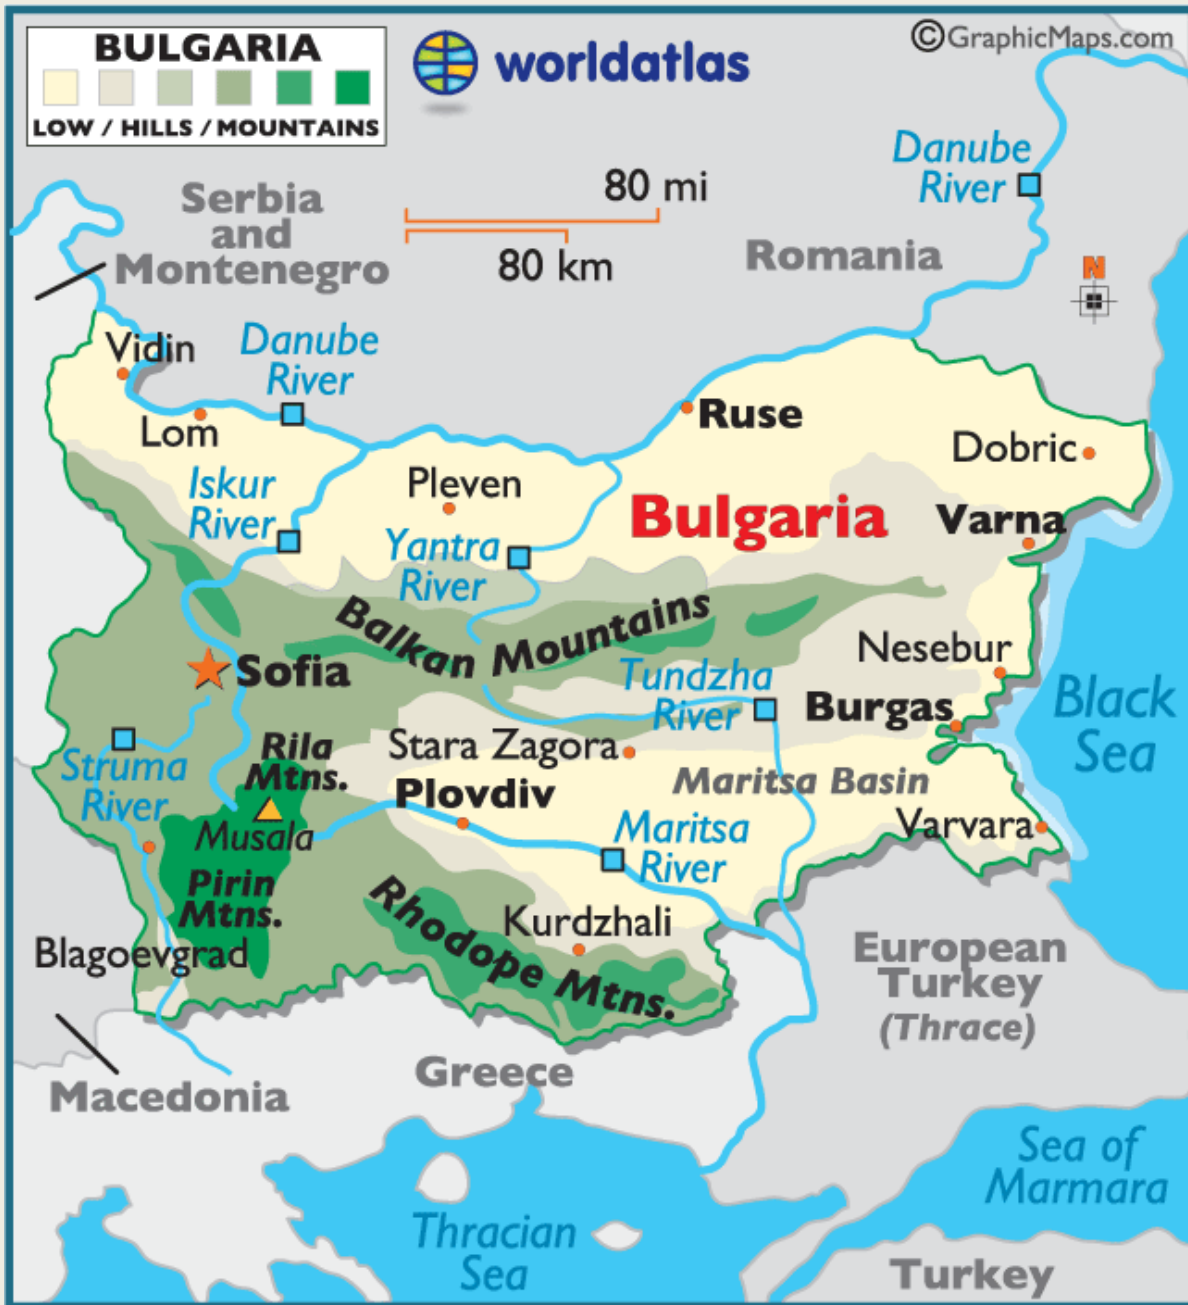 BULGARIA
LOW / HILLS / MOUNTAINS
worldatlas
©GraphicMaps.com
Danube
River
80 mi
80 km
Serbia
and
Montenegro
Romania
N
Vidin
Danube
River
Lom
Ruse
Dobric
Iskur
River
Pleven
Bulgaria
Varna
Yantra
River
Balkan Mountains
Sofia
Nesebur
Tundzha
River
Burgas
Black
Sea
Struma
River
Rila
Mtns.
Stara Zagora
Maritsa Basin
Plovdiv
Musala
Maritsa
River
Varvara
Pirin
Mtns.
Rhodope Mtns.
Kurdzhali
Blagoevgrad
European
Turkey
(Thrace)
Greece
Macedonia
Sea of
Marmara
Thracian
Sea
Turkey